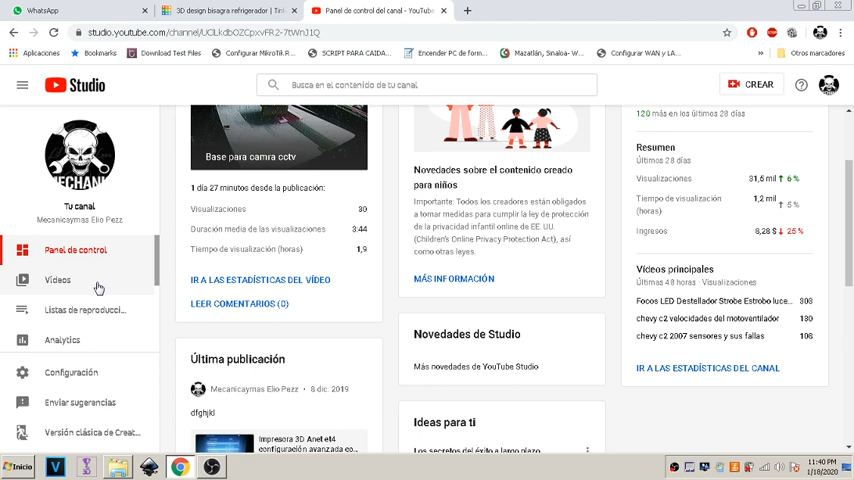 WhatsApp
3D design bisagra refrigerador | Tin
Panel de control del canal - YouTube
Aplicaciones
Bookmarks
Download Test Files
Configurar MikroTiK R
SCRIPT PARA CAIDA...
Encender PC de form...
Mazatlán, Sinaloa- ...
Configurar WAN y LA...
»
Otros marcadores
Studio
Busca en el contenido de tu canal
CREAR
MECHANIC
Tu canal
Mecanicaymas Elio Pezz
Panel de control
Vídeos
Listas de reproducci...
Analytics
Configuración
Enviar sugerencias
Versión clásica de Creat...
Base para camra cctv
1 día 27 minutos desde la publicación:
Visualizaciones 30
Duración media de las visualizaciones 3:44
Tiempo de visualización (horas) 1,9
IR A LAS ESTADÍSTICAS DEL VÍDEO
LEER COMENTARIOS (0)
Última publicación
Mecanicaymas Elio Pezz • 8 dic. 2019
dfghjkl
Impresora 3D Anet et4
configuración avanzada co...
Novedades sobre el contenido creado
para niños
Importante: Todos los creadores están obligados
a tomar medidas para cumplir la ley de protección
de la privacidad infantil online de EE. UU.
(Children's Online Privacy Protection Act), así
como otras leyes.
MÁS INFORMACIÓN
Novedades de Studio
Más novedades de YouTube Studio
Ideas para ti
Los secretos del éxito a largo plazo
120 más en los últimos 28 días
Resumen
Últimos 28 días
Visualizaciones 31,5 mil ↑ 6 %
Tiempo de visualización
(horas) 1,2 mil ↑ 5 %
Ingresos 8,28 $ ↓ 25 %
Vídeos principales
Últimas 48 horas · Visualizaciones
Focos LED Destellador Strobe Estrobo luce...
chevy c2 velocidades del motoventilador
chevy c2 2007 sensores y sus fallas
IR A LAS ESTADÍSTICAS DEL CANAL
Inicio
11:40 PM
1/18/2020